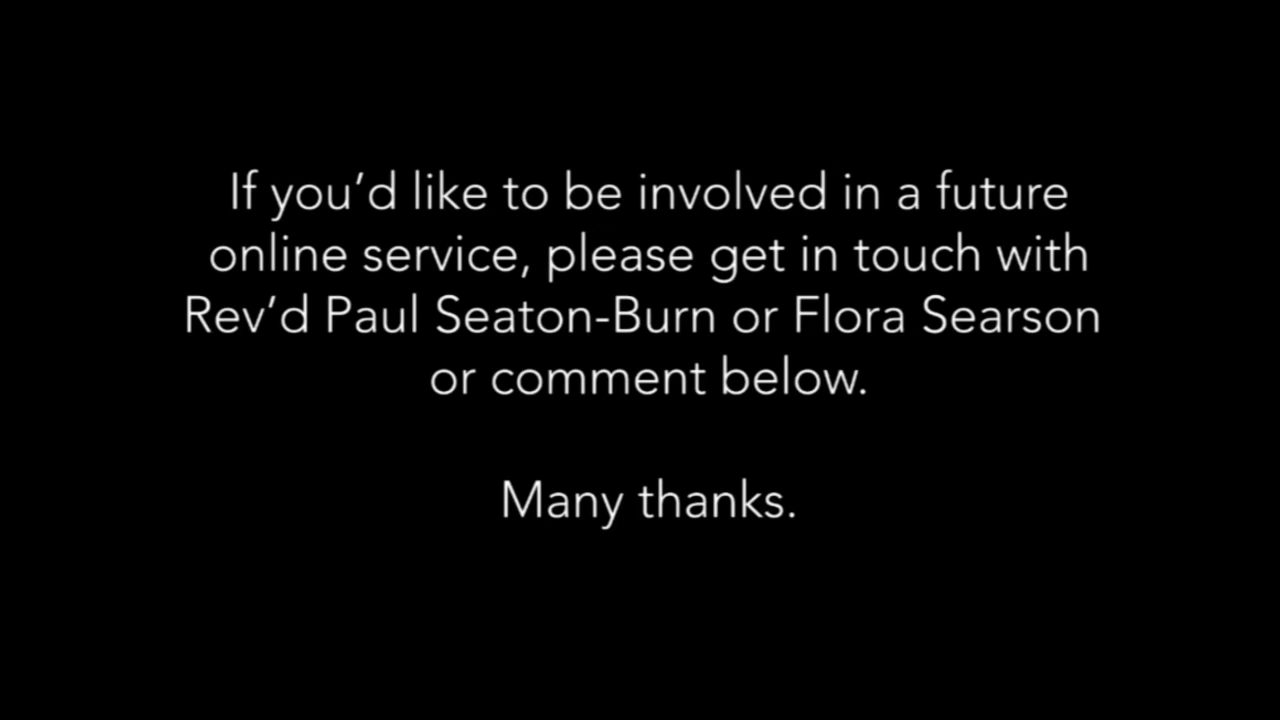 If you’d like to be involved in a future
online service, please get in touch with
Rev’d Paul Seaton-Burn or Flora Searson
or comment below.
Many thanks.